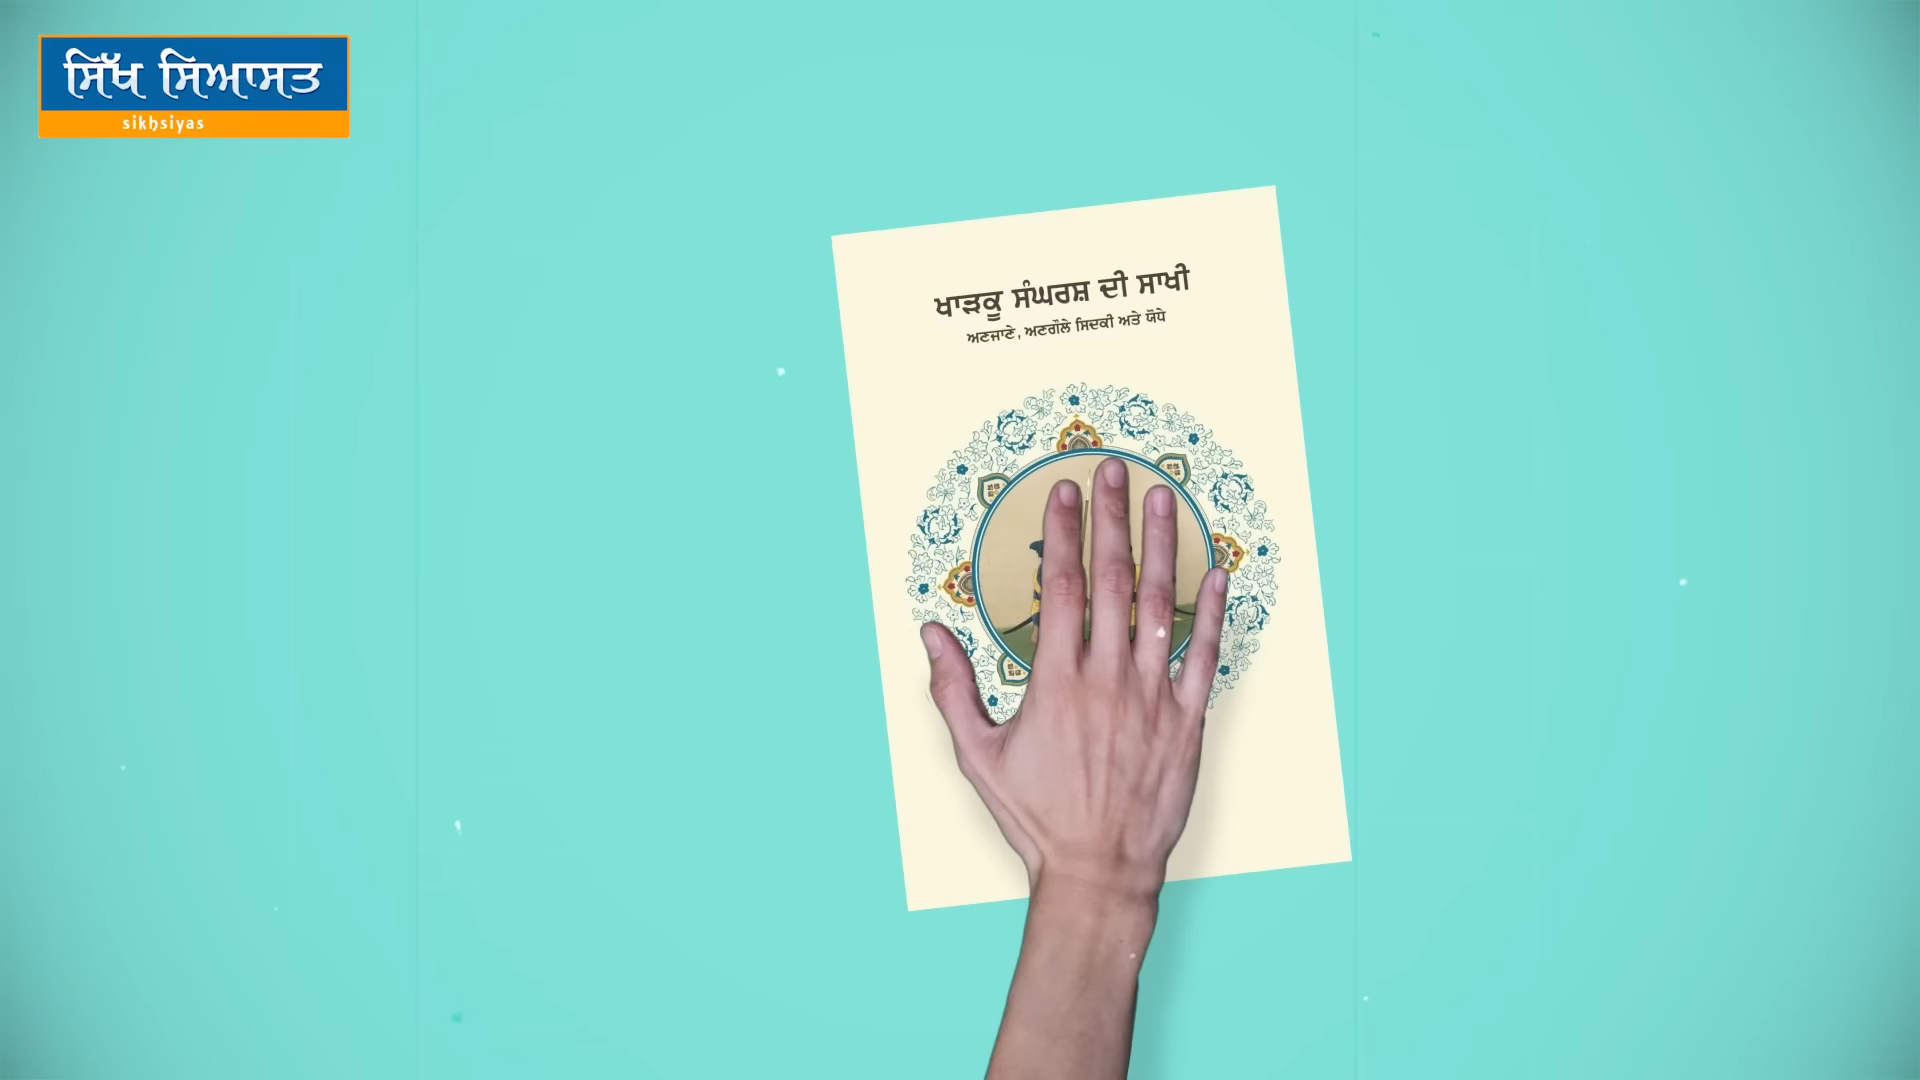 ਸਿੱਖ ਸਿਆਸਤ
sikhsiyas
ਖਾੜਕੂ ਸੰਘਰਸ਼ ਦੀ ਸਾਖੀ
ਅਣਜਾਣੇ, ਅਣਗੌਲੇ ਸਿਦਕੀ ਅਤੇ ਯੋਧੇ